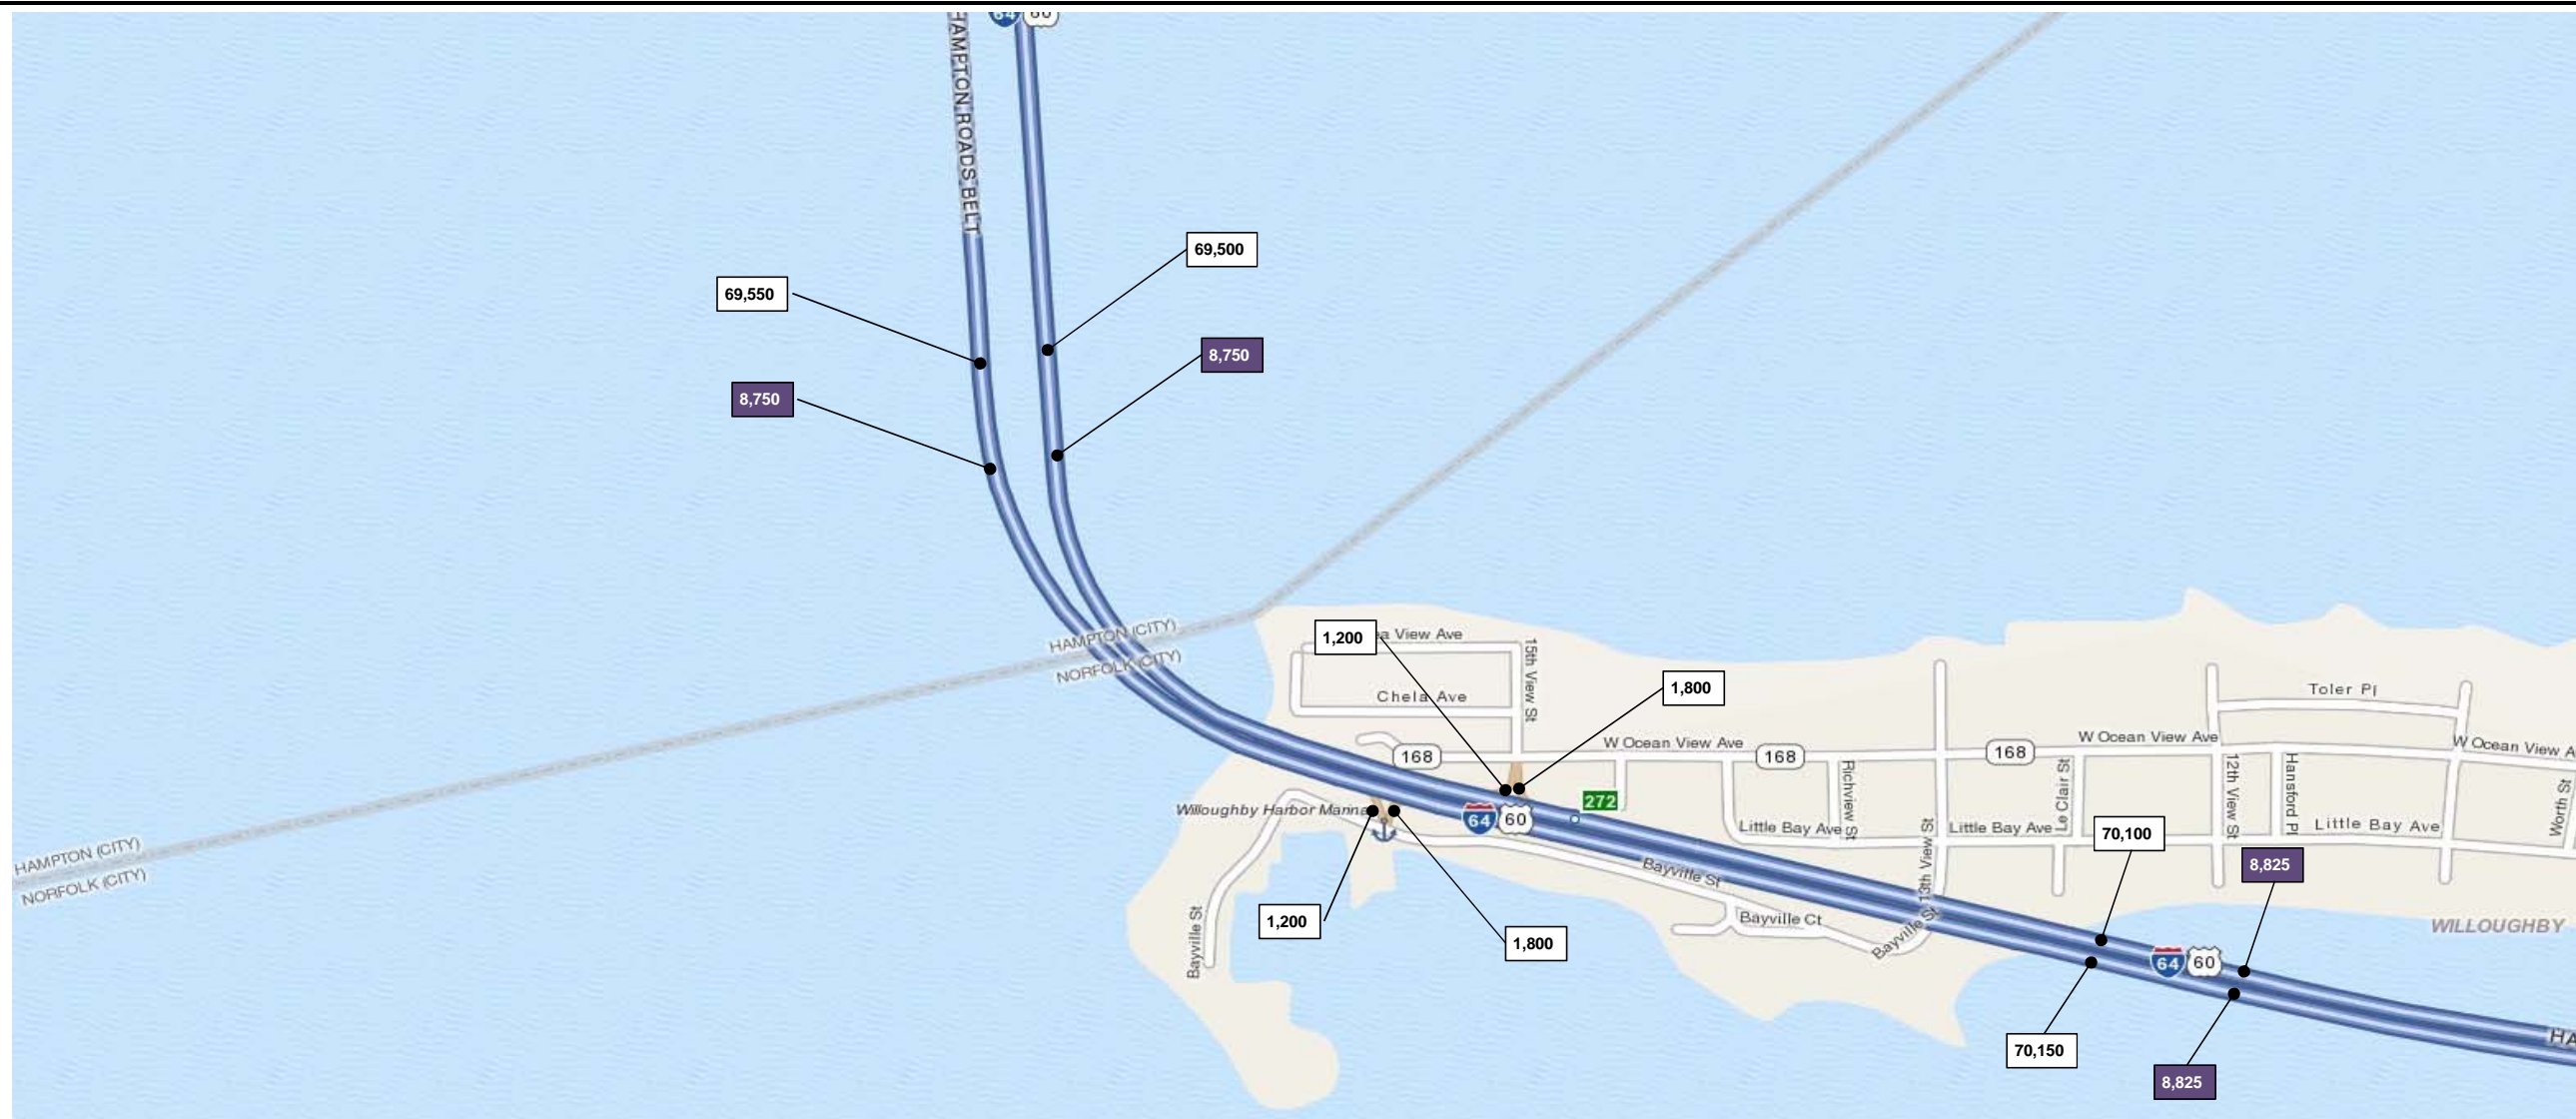 64 60
HAMPTON ROADS BELT
69,500
69,550
8,750
8,750
HAMPTON (CITY)
NORFOLK (CITY)
1,200
View Ave
15th View St
Chela Ave
1,800
Toler Pl
168
W Ocean View Ave
168
168
W Ocean View Ave
W Ocean View A
Willoughby Harbor Marina
64 60
272
Richview St
Le Clair St
12th View St
Hansford Pl
Worth St
Little Bay Ave
Little Bay Ave
Little Bay Ave
70,100
8,825
HAMPTON (CITY)
NORFOLK (CITY)
Bayville St
13th View St
Bayville St
Bayville Ct
Bayville St
1,200
1,800
WILLOUGHBY
64 60
70,150
8,825
HA